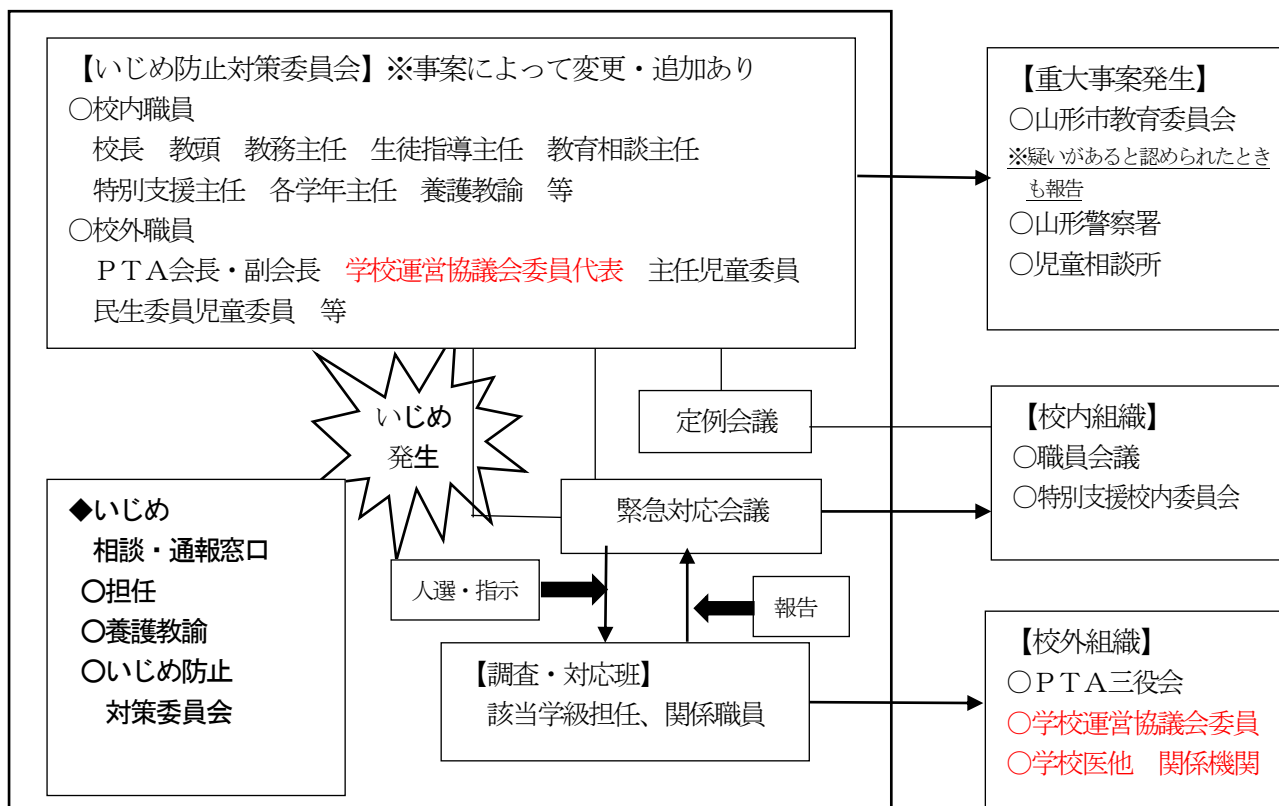 【いじめ防止対策委員会】※事案によって変更・追加あり
○校内職員
校長　教頭　教務主任　生徒指導主任　教育相談主任
特別支援主任　各学年主任　養護教諭　等
○校外職員
ＰＴＡ会長・副会長　学校運営協議会委員代表　主任児童委員
民生委員児童委員　等
【重大事案発生】
○山形市教育委員会
※疑いがあると認められたとき
も報告
○山形警察署
○児童相談所
いじめ
発生
定例会議
【校内組織】
○職員会議
○特別支援校内委員会
緊急対応会議
◆いじめ
相談・通報窓口
○担任
○養護教諭
○いじめ防止
対策委員会
人選・指示
報告
【調査・対応班】
該当学級担任、関係職員
【校外組織】
○ＰＴＡ三役会
○学校運営協議会委員
○学校医他　関係機関